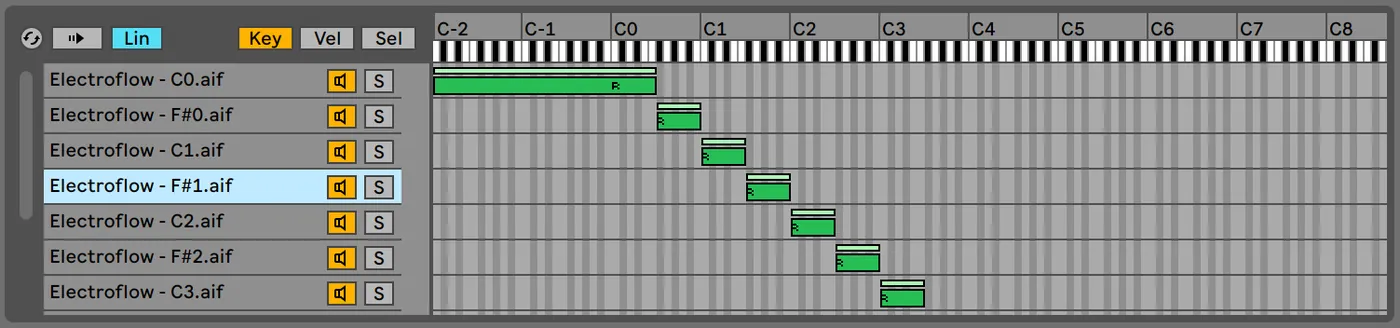 Lin Key Vel Sel C-2 C-1 C0 C1 C2 C3 C4 C5 C6 C7 C8
Electroflow - C0.aif S R
Electroflow - F#0.aif S R
Electroflow - C1.aif S R
Electroflow - F#1.aif S R
Electroflow - C2.aif S R
Electroflow - F#2.aif S R
Electroflow - C3.aif S R